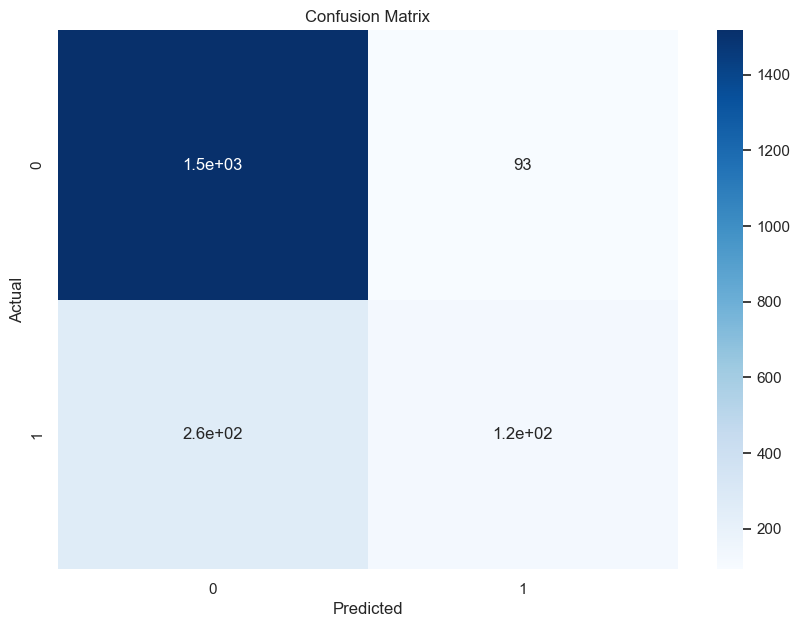 Confusion Matrix
0
1.5e+03
93
1
2.6e+02
1.2e+02
Actual
0
1
Predicted
1400
1200
1000
800
600
400
200